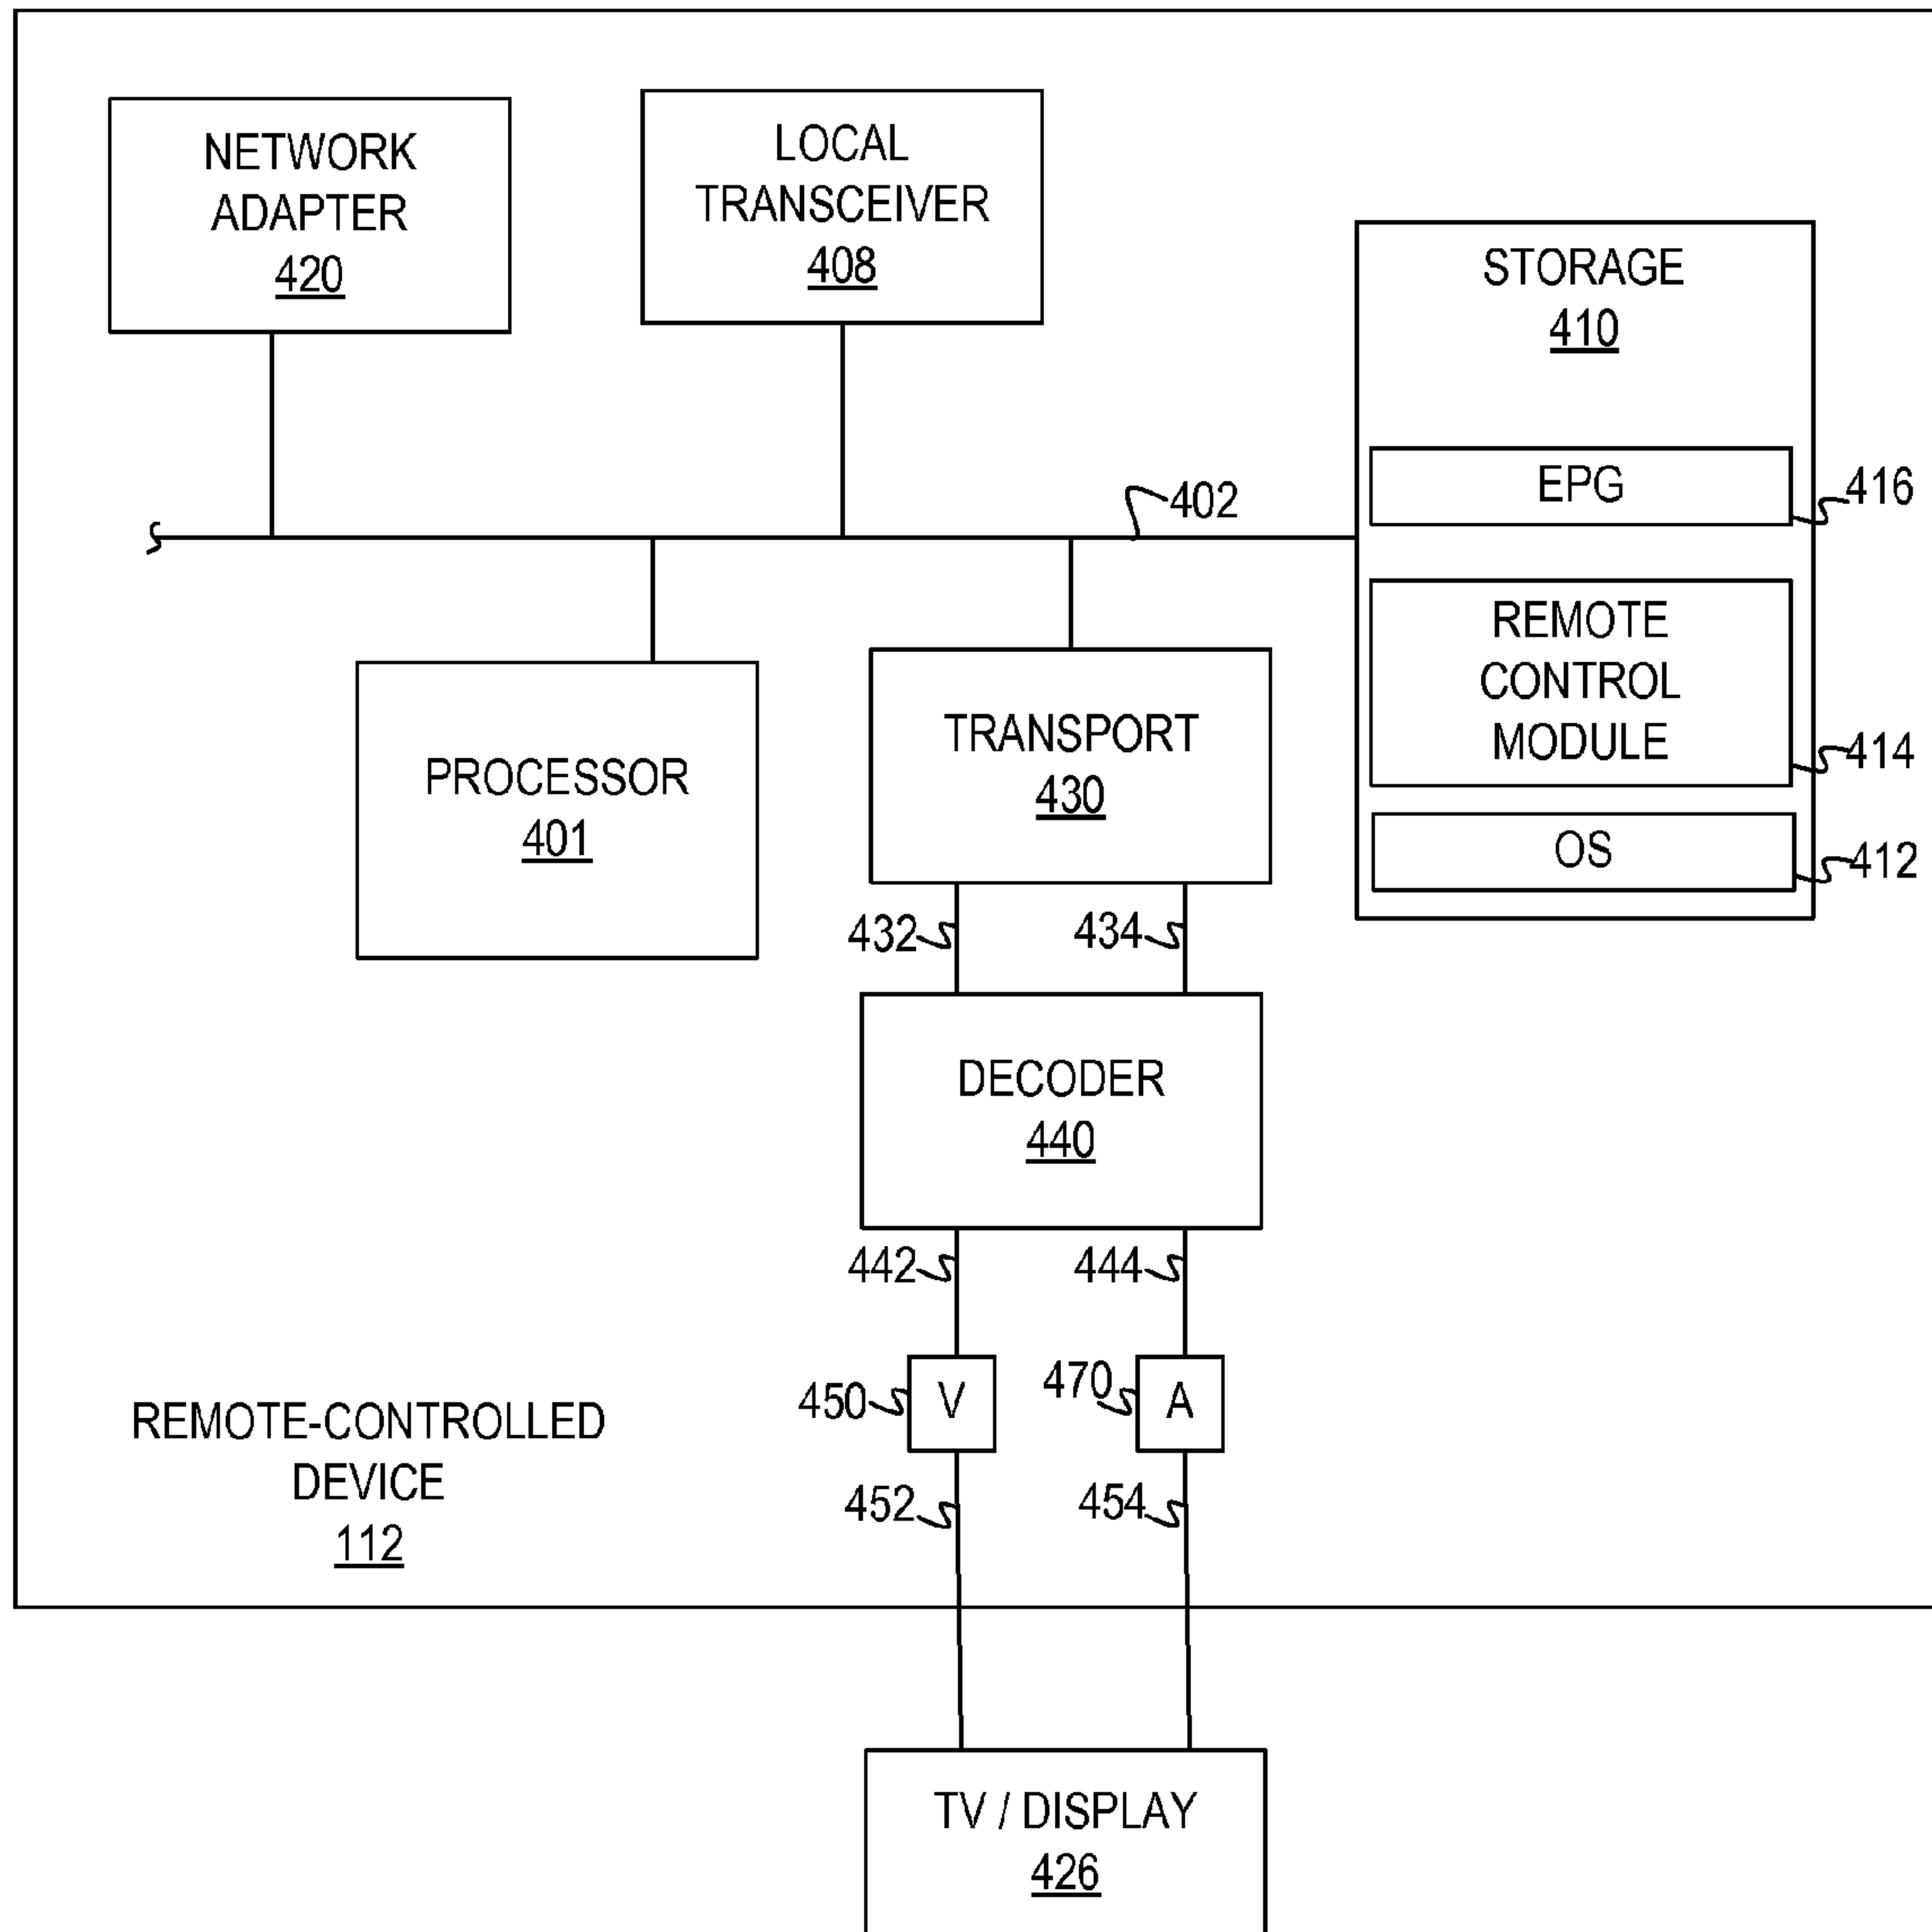 NETWORK
ADAPTER
420
LOCAL
TRANSCEIVER
408
STORAGE
410
EPG
416
402
REMOTE
CONTROL
MODULE
414
OS
412
PROCESSOR
401
TRANSPORT
430
432
434
DECODER
440
442
444
450
V
470
A
452
454
REMOTE-CONTROLLED
DEVICE
112
TV / DISPLAY
426